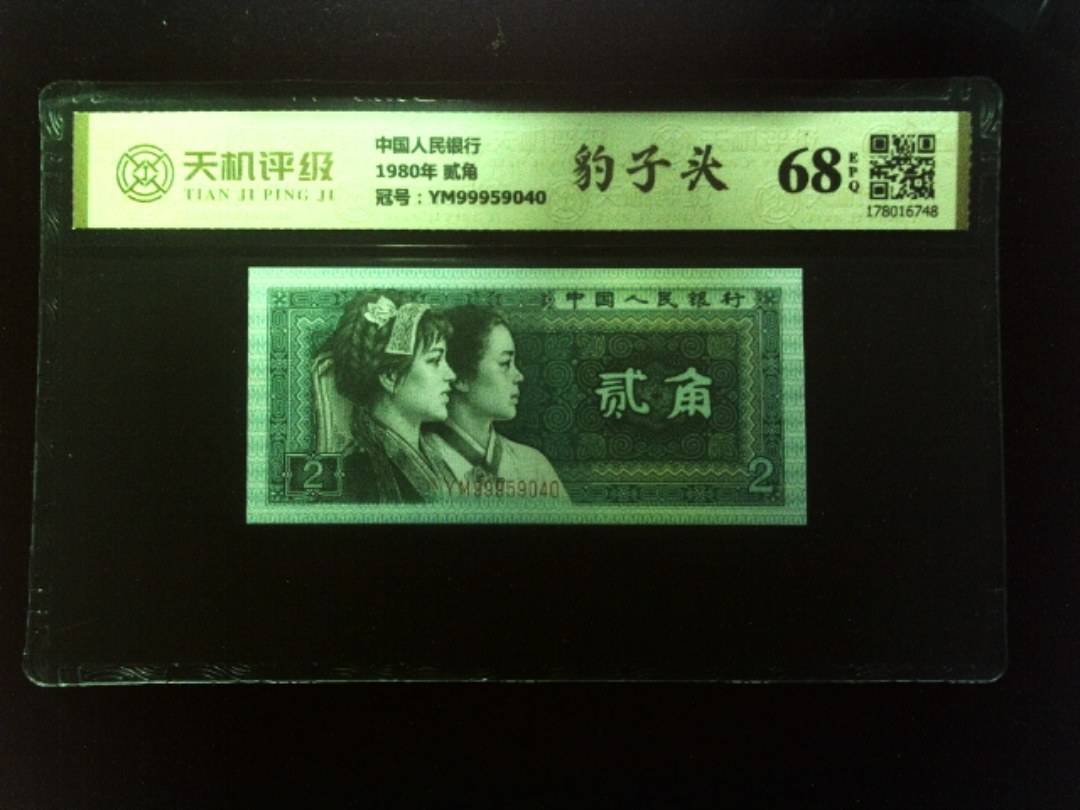 天机评级
TIAN JI PING JI
中国人民银行
1980年 贰角
冠号：YM99959040
豹子头
68
EPQ
178016748
中国人民银行
贰角
2
2
YM99959040